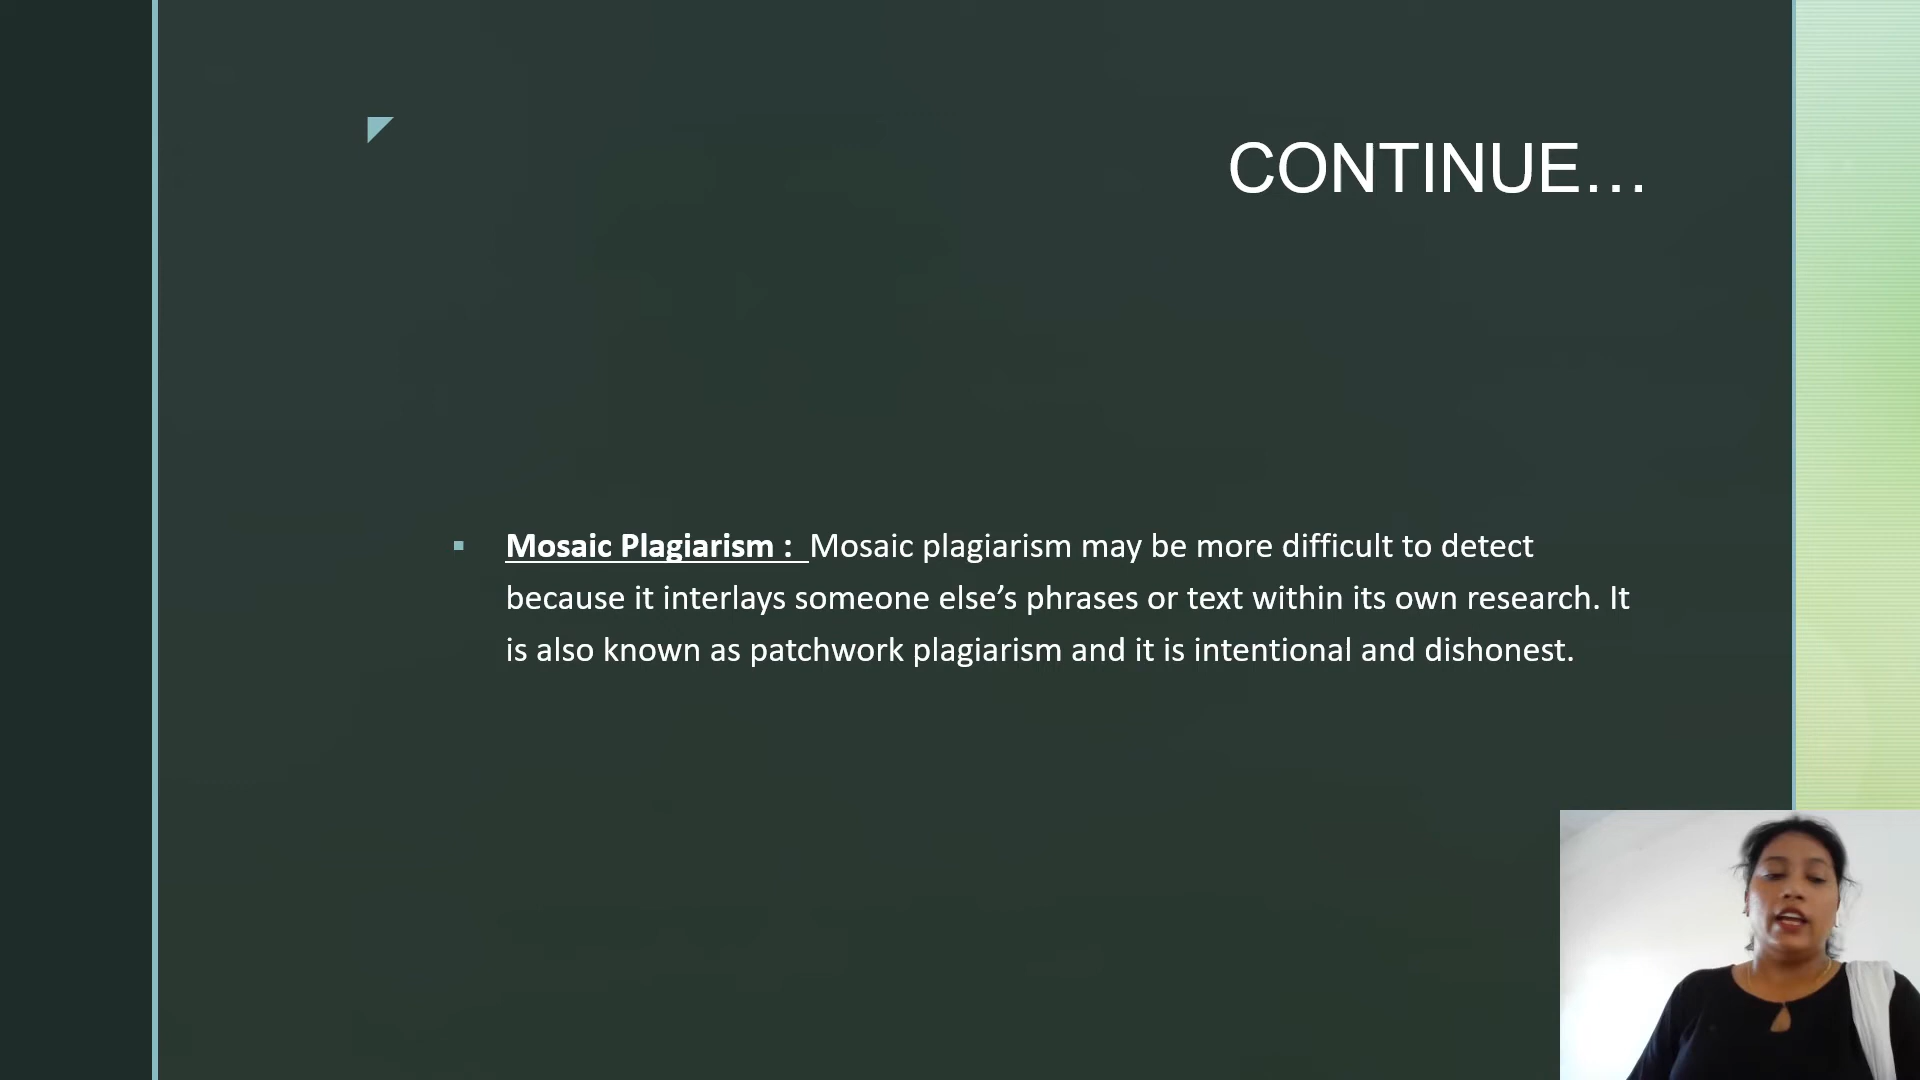 CONTINUE...
Mosaic Plagiarism : Mosaic plagiarism may be more difficult to detect
because it interlays someone else’s phrases or text within its own research. It
is also known as patchwork plagiarism and it is intentional and dishonest.